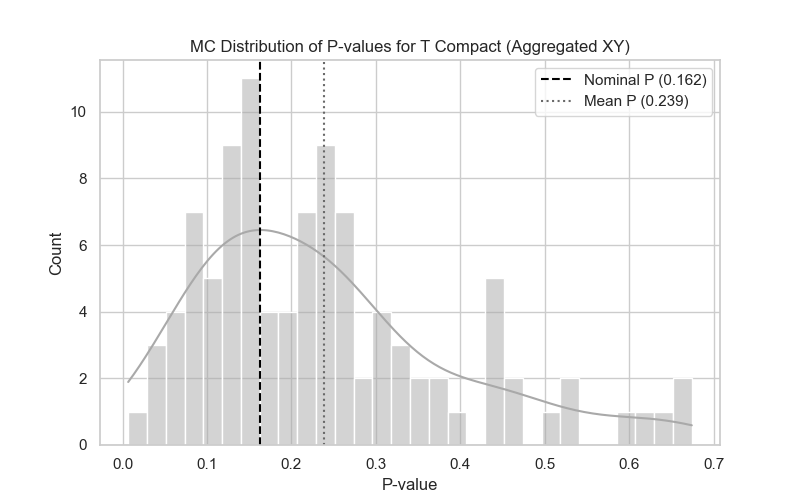 MC Distribution of P-values for T Compact (Aggregated XY)
Nominal P (0.162)
Mean P (0.239)
Count
10
8
6
4
2
0
0.0 0.1 0.2 0.3 0.4 0.5 0.6 0.7
P-value